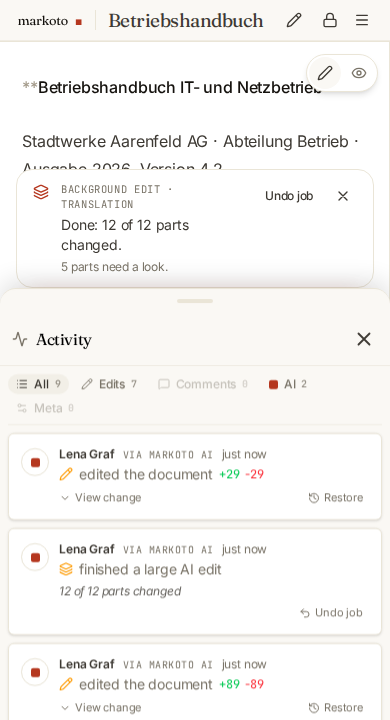 markoto
Betriebshandbuch
**Betriebshandbuch IT- und Netzbetrieb
Stadtwerke Aarenfeld AG · Abteilung Betrieb ·
Ausgabe 2026, Version 4.2
BACKGROUND EDIT ·
TRANSLATION
Undo job
Done: 12 of 12 parts
changed.
5 parts need a look.
Activity
All 9
Edits 7
Comments 0
AI 2
Meta 0
Lena Graf VIA MARKOTO AI just now
edited the document +29 -29
View change
Restore
Lena Graf VIA MARKOTO AI just now
finished a large AI edit
12 of 12 parts changed
Undo job
Lena Graf VIA MARKOTO AI just now
edited the document +89 -89
View change
Restore